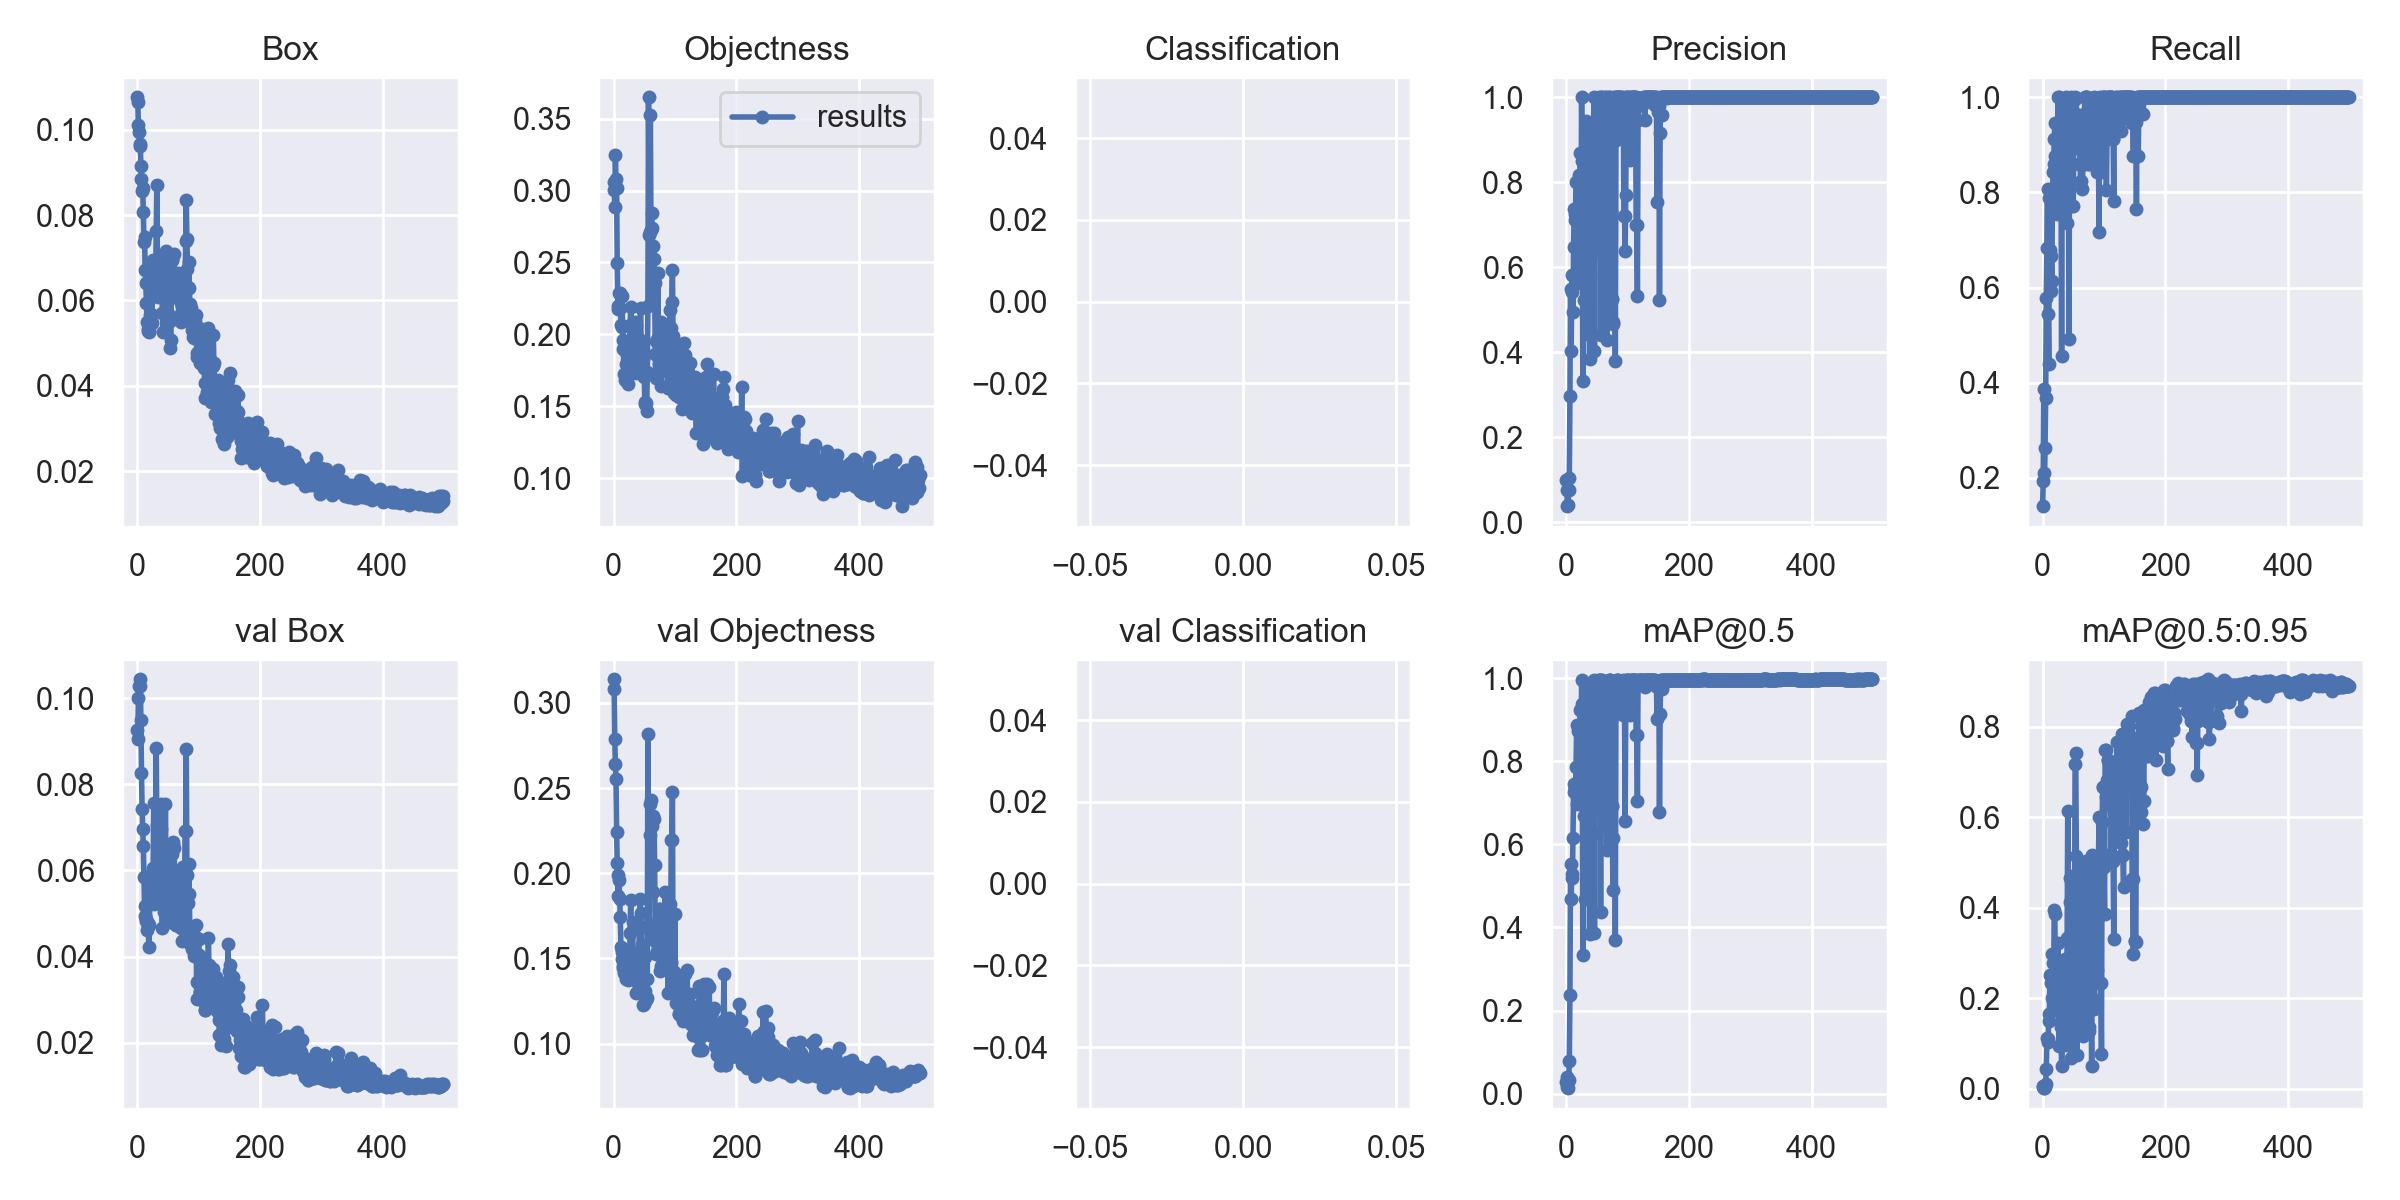 Box
Objectness
Classification
Precision
Recall
results
0.10
0.08
0.06
0.04
0.02
0 200 400
0.35
0.30
0.25
0.20
0.15
0.10
0 200 400
0.04
0.02
0.00
−0.02
−0.04
−0.05 0.00 0.05
1.0
0.8
0.6
0.4
0.2
0.0
0 200 400
1.0
0.8
0.6
0.4
0.2
0 200 400
val Box
val Objectness
val Classification
mAP@0.5
mAP@0.5:0.95
0.10
0.08
0.06
0.04
0.02
0 200 400
0.30
0.25
0.20
0.15
0.10
0 200 400
0.04
0.02
0.00
−0.02
−0.04
−0.05 0.00 0.05
1.0
0.8
0.6
0.4
0.2
0.0
0 200 400
0.8
0.6
0.4
0.2
0.0
0 200 400